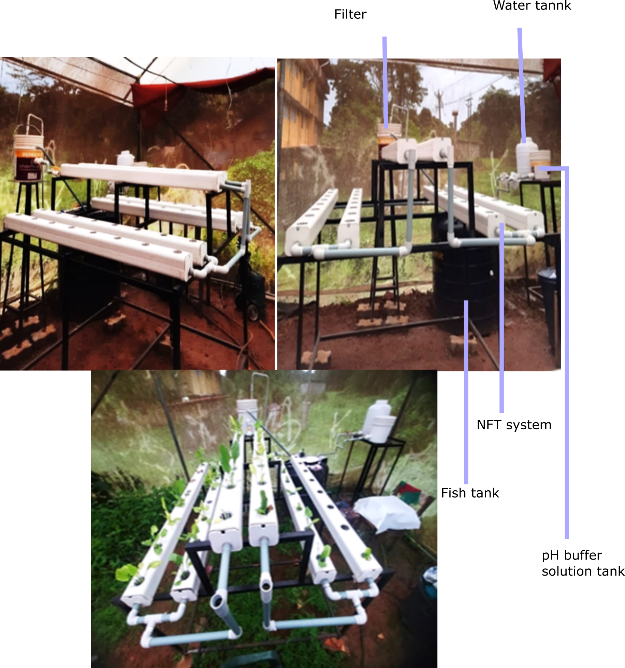 Filter
Water tannk
NFT system
Fish tank
pH buffer
solution tank